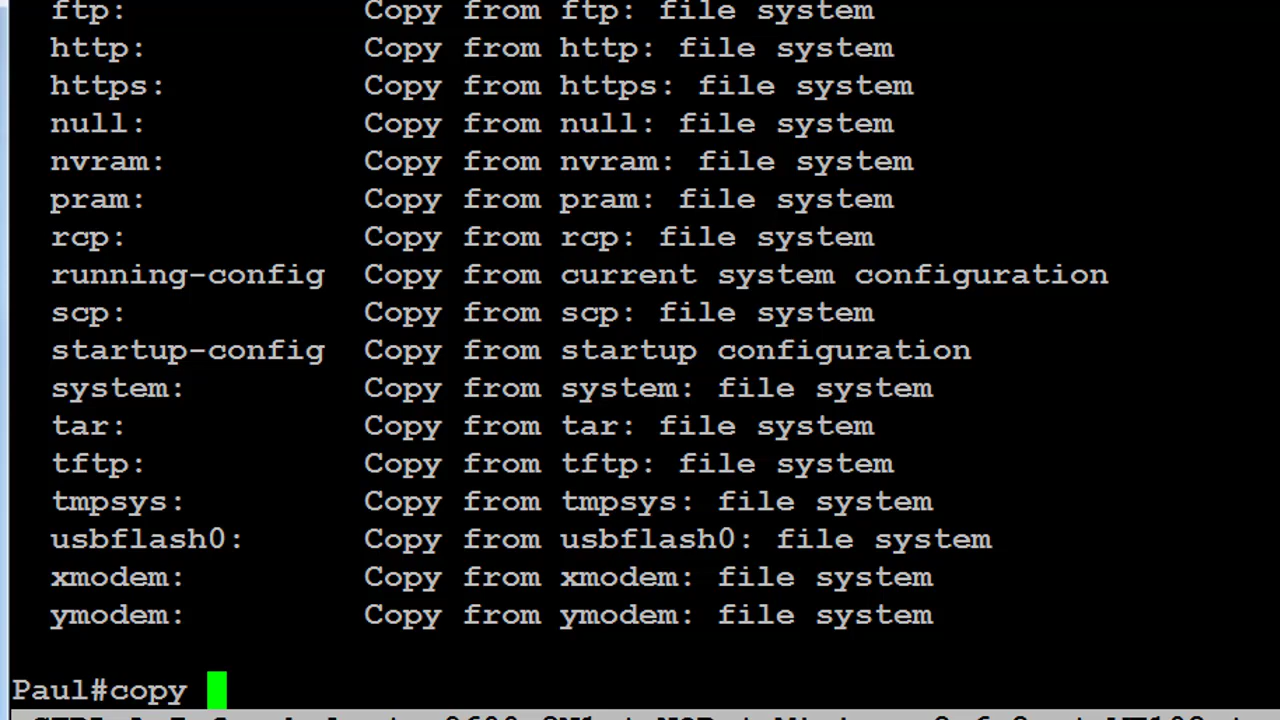 ftp: Copy from ftp: file system
http: Copy from http: file system
https: Copy from https: file system
null: Copy from null: file system
nvram: Copy from nvram: file system
pram: Copy from pram: file system
rcp: Copy from rcp: file system
running-config Copy from current system configuration
scp: Copy from scp: file system
startup-config Copy from startup configuration
system: Copy from system: file system
tar: Copy from tar: file system
tftp: Copy from tftp: file system
tmpsys: Copy from tmpsys: file system
usbflash0: Copy from usbflash0: file system
xmodem: Copy from xmodem: file system
ymodem: Copy from ymodem: file system
Paul#copy